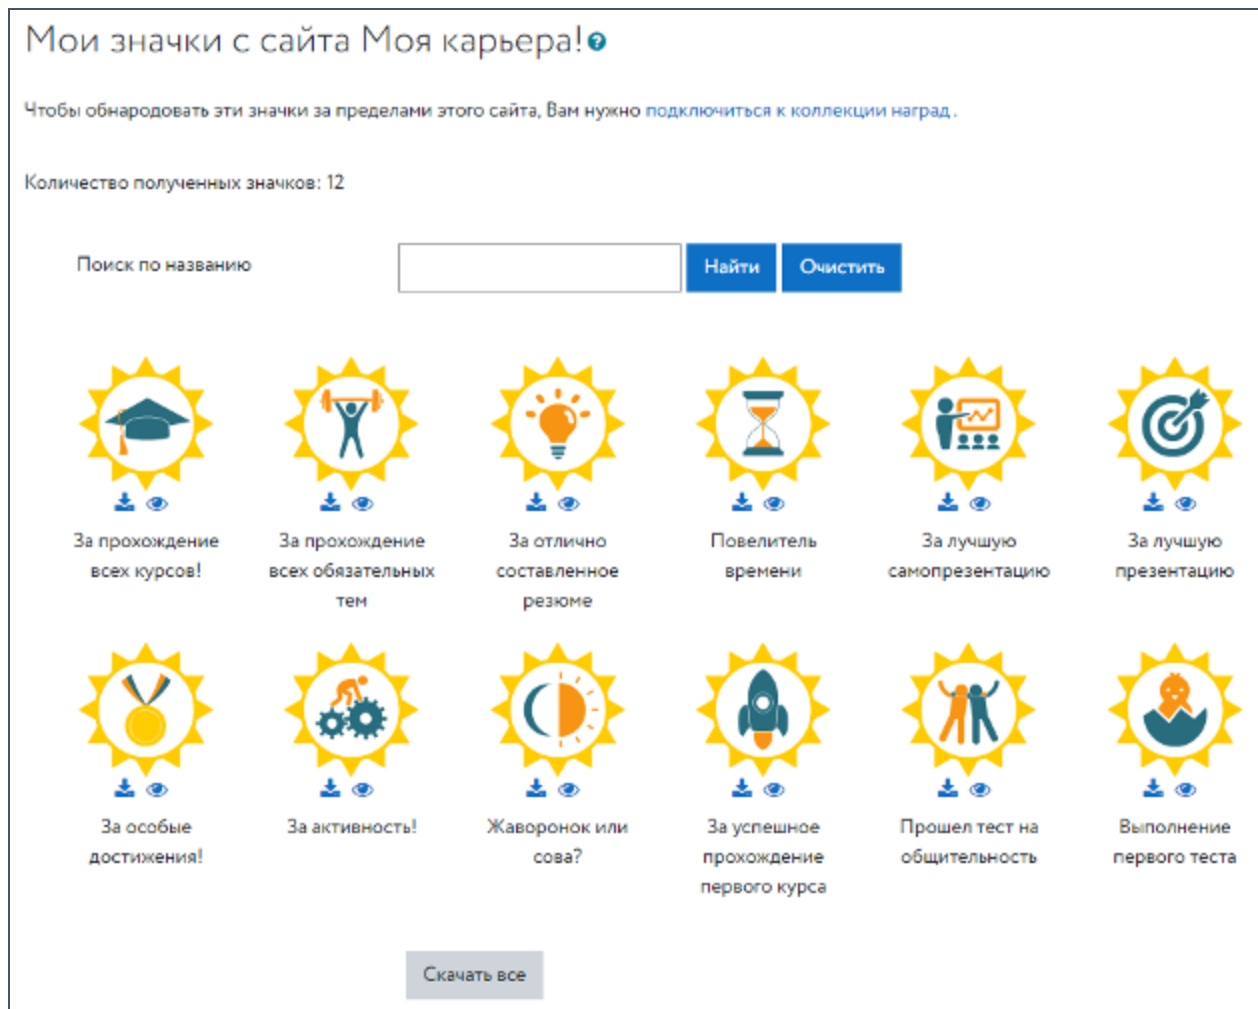 Мои значки с сайта Моя карьера!
Чтобы обнародовать эти значки за пределами этого сайта, Вам нужно подключиться к коллекции наград.
Количество полученных значков: 12
Поиск по названию
Найти
Очистить
За прохождение
всех курсов!
За прохождение
всех обязательных
тем
За отлично
составленное
резюме
Повелитель
времени
За лучшую
самопрезентацию
За лучшую
презентацию
За особые
достижения!
За активность!
Жаворонок или
сова?
За успешное
прохождение
первого курса
Прошел тест на
общительность
Выполнение
первого теста
Скачать все